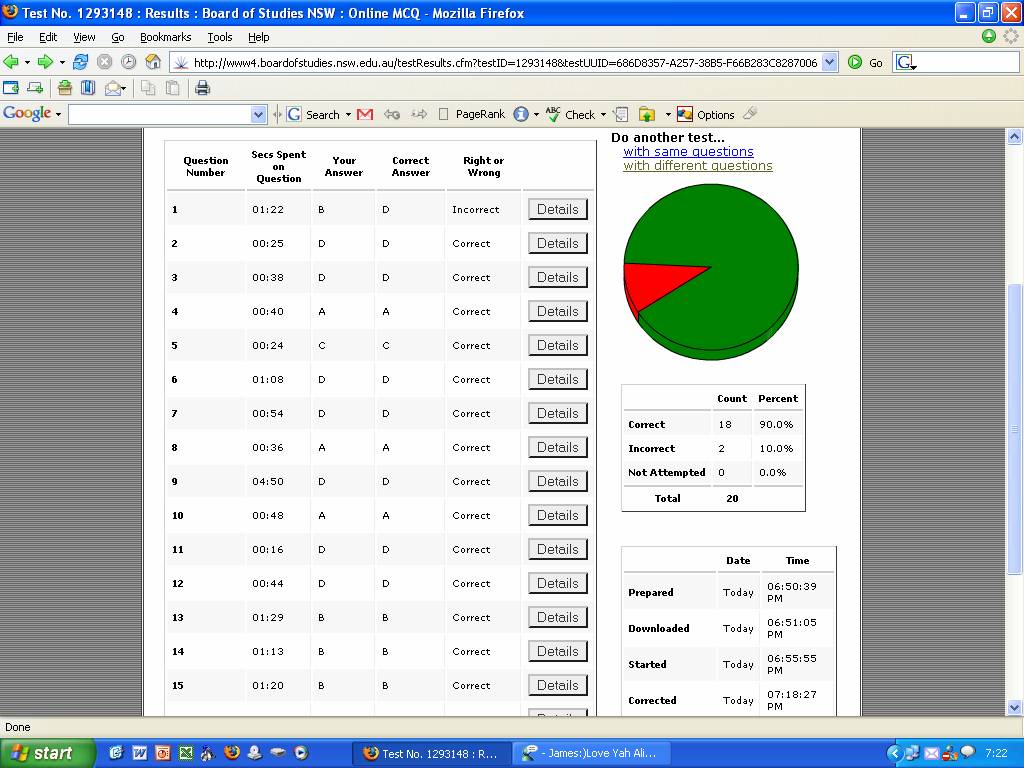 Test No. 1293148 : Results : Board of Studies NSW : Online MCQ - Mozilla Firefox
File Edit View Go Bookmarks Tools Help
http://www4.boardofstudies.nsw.edu.au/testResults.cfm?testID=1293148&testUUID=686D8357-A257-38B5-F66B283C8287006 Go G
Google G Search PageRank ABC Check Options
Question Number Secs Spent on Question Your Answer Correct Answer Right or Wrong
1 01:22 B D Incorrect Details
2 00:25 D D Correct Details
3 00:38 D D Correct Details
4 00:40 A A Correct Details
5 00:24 C C Correct Details
6 01:08 D D Correct Details
7 00:54 D D Correct Details
8 00:36 A A Correct Details
9 04:50 D D Correct Details
10 00:48 A A Correct Details
11 00:16 D D Correct Details
12 00:44 D D Correct Details
13 01:29 B B Correct Details
14 01:13 B B Correct Details
15 01:20 B B Correct Details
Do another test...
with same questions
with different questions
Count Percent
Correct 18 90.0%
Incorrect 2 10.0%
Not Attempted 0 0.0%
Total 20
Date Time
Prepared Today 06:50:39 PM
Downloaded Today 06:51:05 PM
Started Today 06:55:55 PM
Corrected Today 07:18:27 PM
Done
start Test No. 1293148 : R... - James:)Love Yah Ali... 7:22